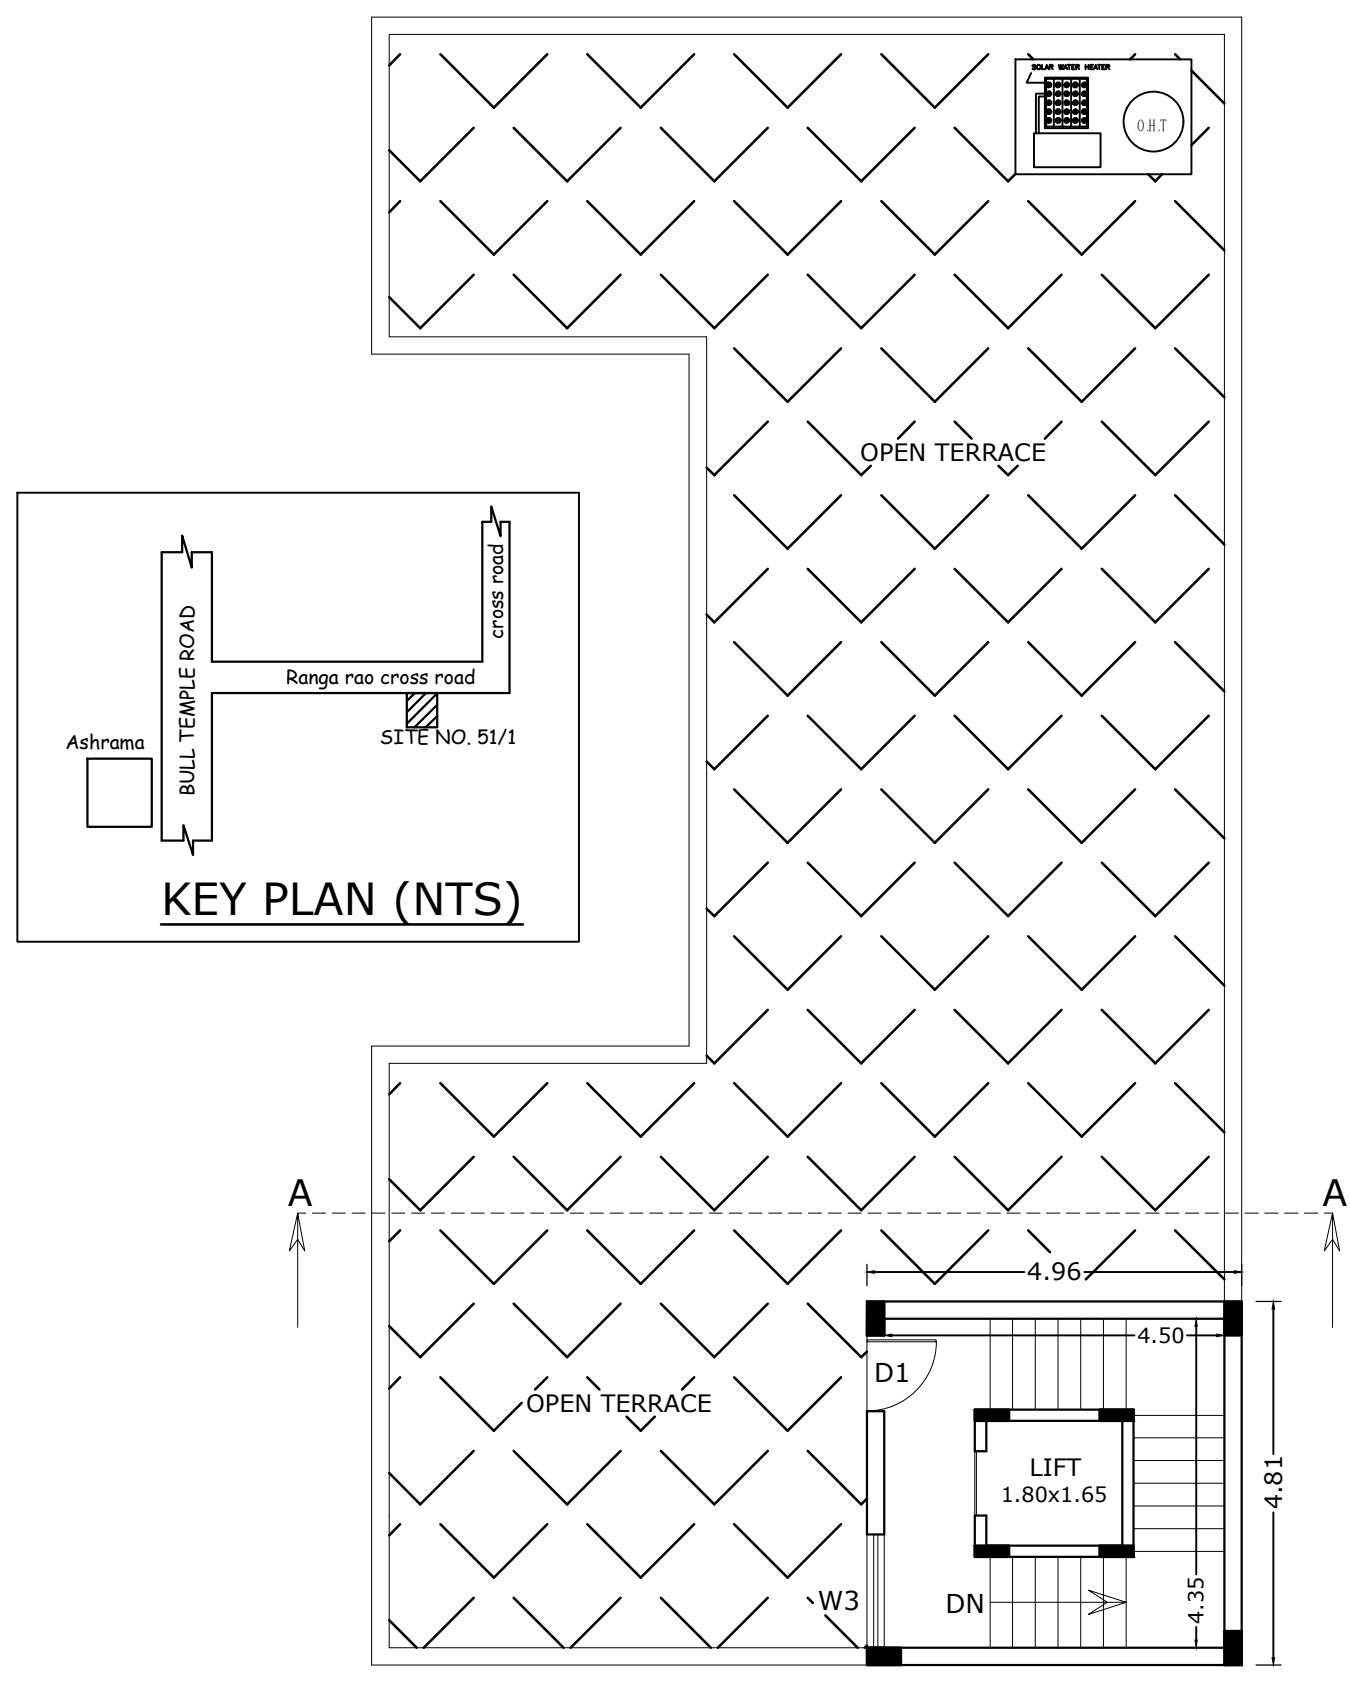 SOLAR WATER HEATER
O.H.T
OPEN TERRACE
cross road
BULL TEMPLE ROAD
Ranga rao cross road
SITE NO. 51/1
Ashrama
KEY PLAN (NTS)
A
A
4.96
4.50
D1
OPEN TERRACE
LIFT
1.80x1.65
4.81
4.35
W3
DN